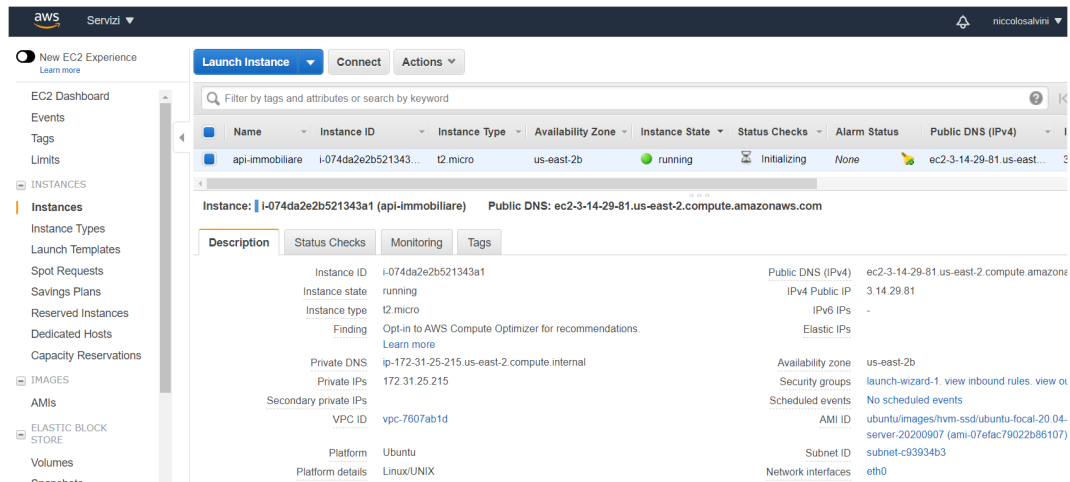 aws Servizi niccolosalvini
New EC2 Experience
Learn more
EC2 Dashboard
Events
Tags
Limits
INSTANCES
Instances
Instance Types
Launch Templates
Spot Requests
Savings Plans
Reserved Instances
Dedicated Hosts
Capacity Reservations
IMAGES
AMIs
ELASTIC BLOCK
STORE
Volumes
Launch Instance Connect Actions
Filter by tags and attributes or search by keyword
Name Instance ID Instance Type Availability Zone Instance State Status Checks Alarm Status Public DNS (IPv4)
api-immobiliare i-074da2e2b521343... t2.micro us-east-2b running Initializing None ec2-3-14-29-81.us-east...
Instance: i-074da2e2b521343a1 (api-immobiliare) Public DNS: ec2-3-14-29-81.us-east-2.compute.amazonaws.com
Description Status Checks Monitoring Tags
Instance ID i-074da2e2b521343a1
Instance state running
Instance type t2.micro
Finding Opt-in to AWS Compute Optimizer for recommendations.
Learn more
Private DNS ip-172-31-25-215.us-east-2.compute.internal
Private IPs 172.31.25.215
Secondary private IPs
VPC ID vpc-7607ab1d
Platform Ubuntu
Platform details Linux/UNIX
Public DNS (IPv4) ec2-3-14-29-81.us-east-2.compute.amazona
IPv4 Public IP 3.14.29.81
IPv6 IPs -
Elastic IPs
Availability zone us-east-2b
Security groups launch-wizard-1. view inbound rules. view ou
Scheduled events No scheduled events
AMI ID ubuntu/images/hvm-ssd/ubuntu-focal-20.04-
server-20200907 (ami-07efac79022b86107)
Subnet ID subnet-c93934b3
Network interfaces eth0